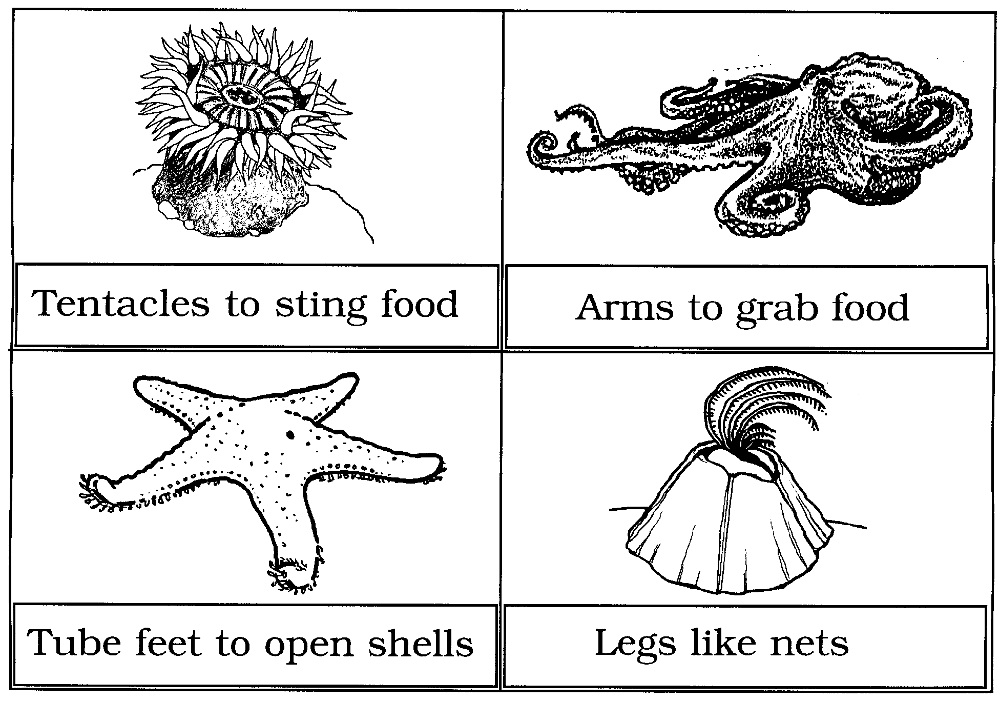 Tentacles to sting food
Arms to grab food
Tube feet to open shells
Legs like nets